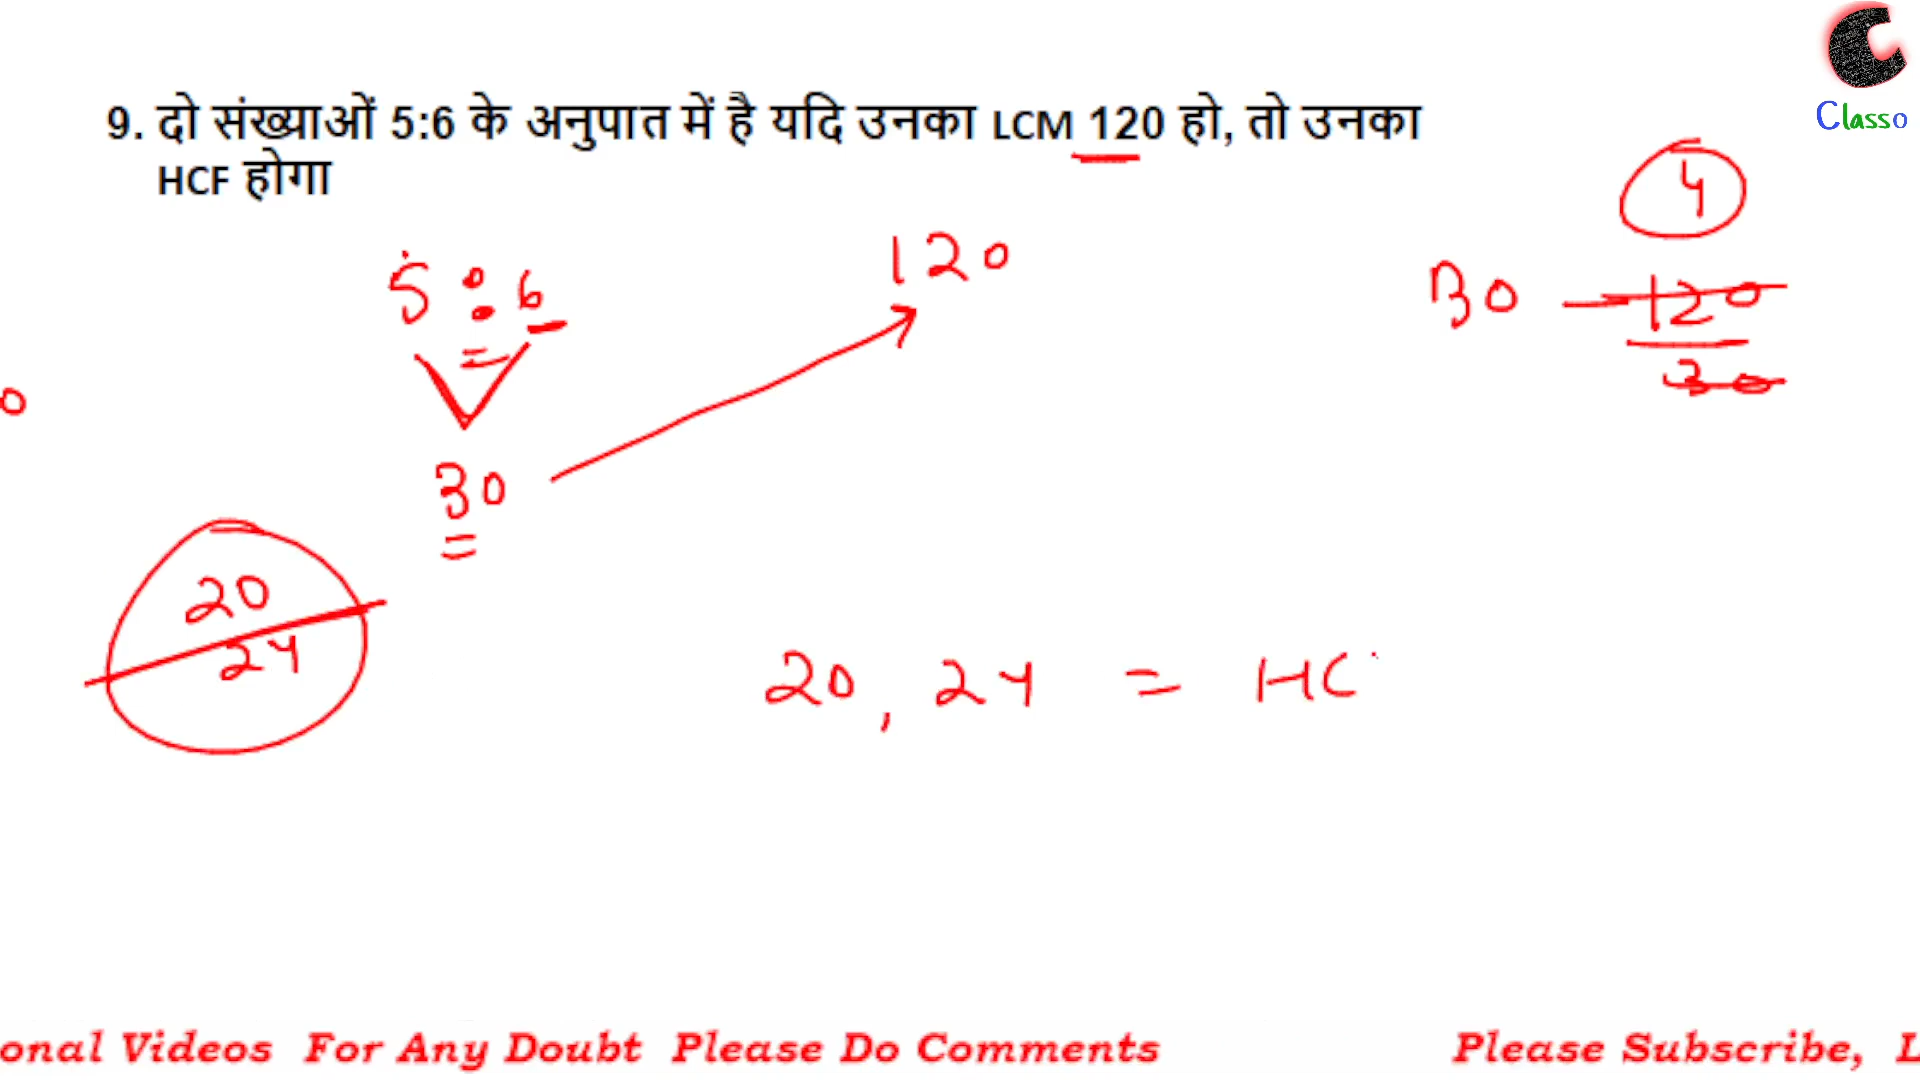 Classo
9. दो संख्याओं 5:6 के अनुपात में है यदि उनका LCM 120 हो, तो उनका
HCF होगा
4
5 : 6
120
30 120
30
0
30
20
24
20, 24 = HC
onal Videos For Any Doubt Please Do Comments Please Subscribe, L